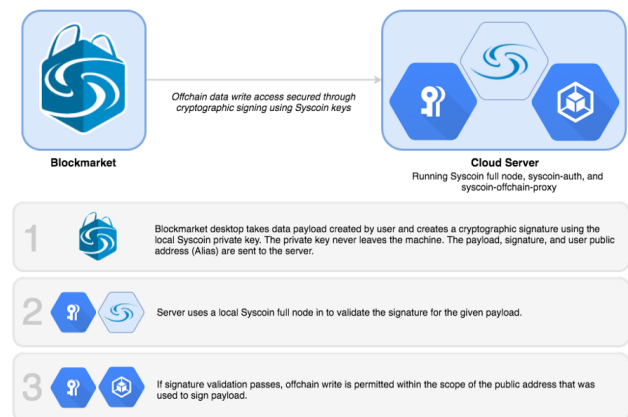 Offchain data write access secured through
cryptographic signing using Syscoin keys
Blockmarket
Cloud Server
Running Syscoin full node, syscoin-auth, and
syscoin-offchain-proxy
1
Blockmarket desktop takes data payload created by user and creates a cryptographic signature using the
local Syscoin private key. The private key never leaves the machine. The payload, signature, and user public
address (Alias) are sent to the server.
2
Server uses a local Syscoin full node in to validate the signature for the given payload.
3
If signature validation passes, offchain write is permitted within the scope of the public address that was
used to sign payload.